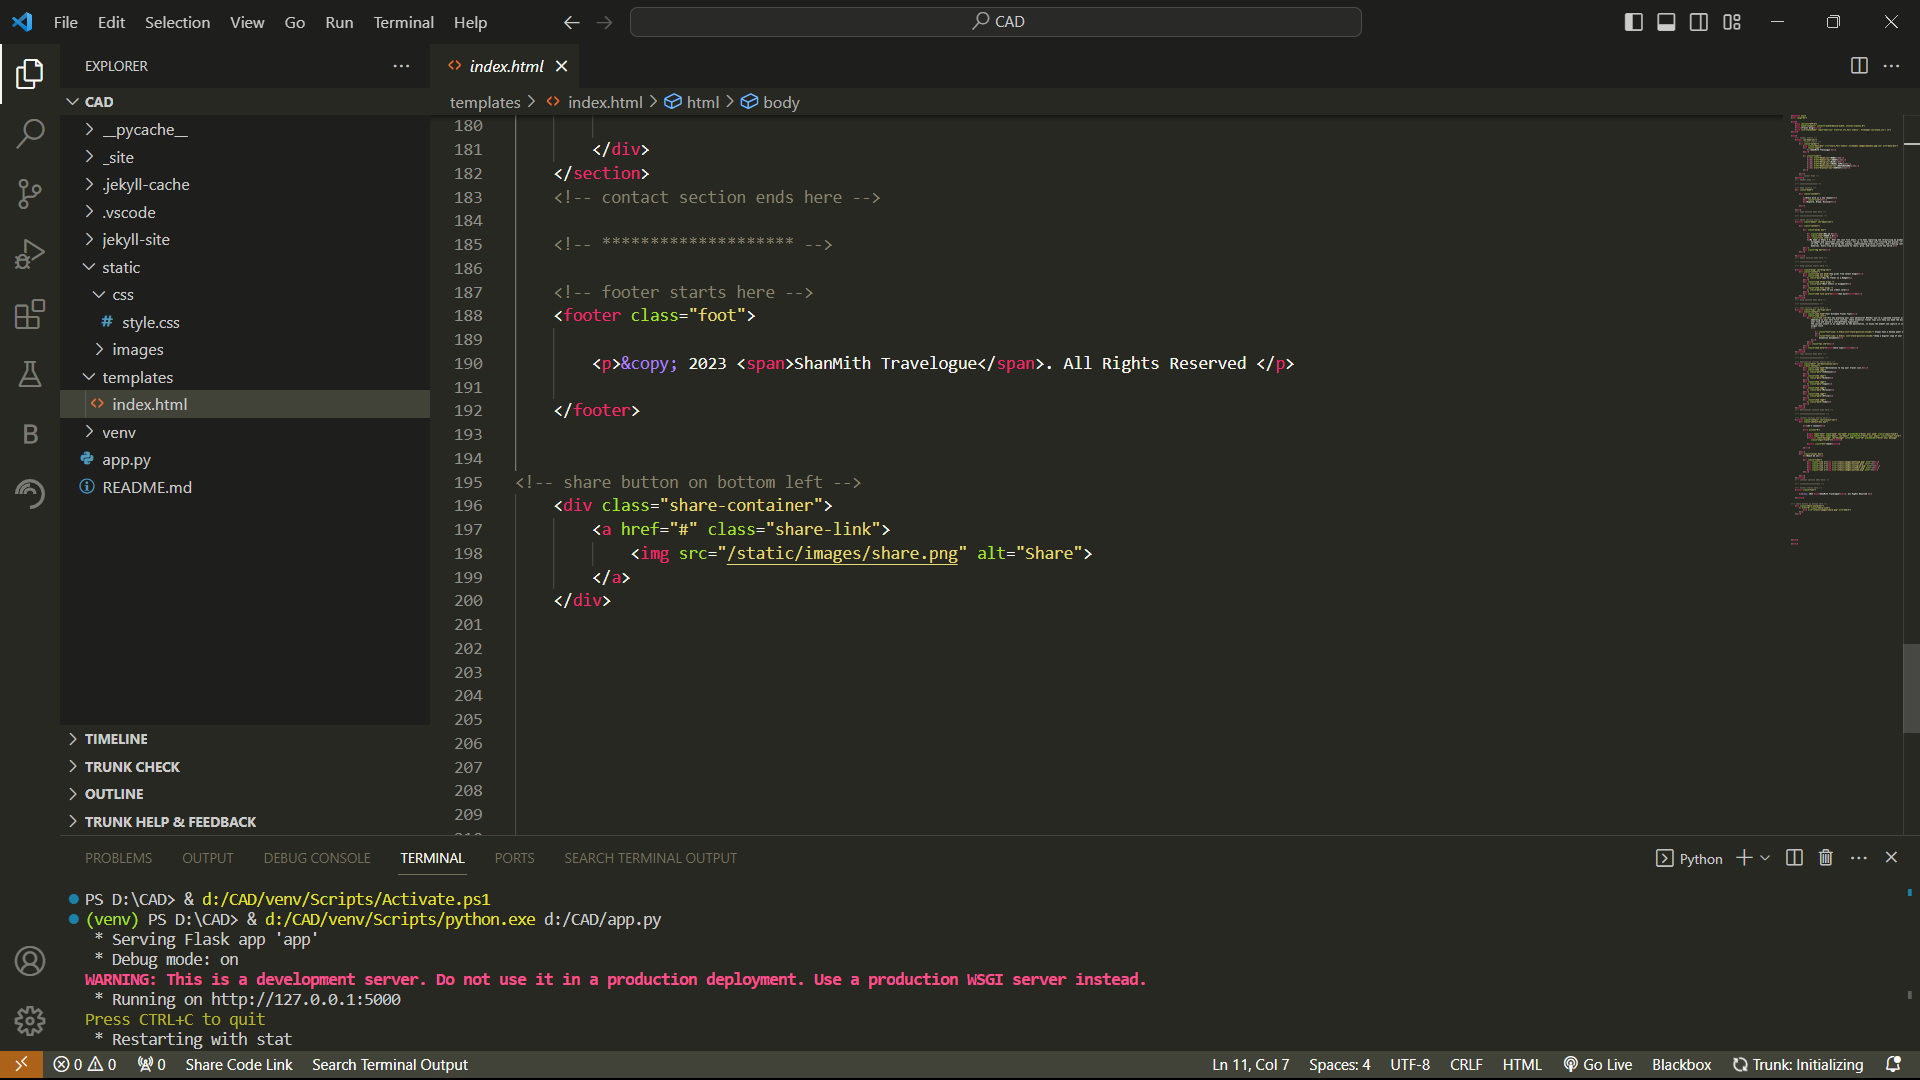 File Edit Selection View Go Run Terminal Help
CAD
EXPLORER
index.html
CAD
templates > index.html > html > body
__pycache__
_site
.jekyll-cache
.vscode
jekyll-site
static
css
style.css
images
templates
index.html
venv
app.py
README.md
TIMELINE
TRUNK CHECK
OUTLINE
TRUNK HELP & FEEDBACK
180
181 </div>
182 </section>
183 <!-- contact section ends here -->
184
185 <!-- ******************** -->
186
187 <!-- footer starts here -->
188 <footer class="foot">
189
190 <p>&copy; 2023 <span>ShanMith Travelogue</span>. All Rights Reserved </p>
191
192 </footer>
193
194
195 <!-- share button on bottom left -->
196 <div class="share-container">
197 <a href="#" class="share-link">
198 <img src="/static/images/share.png" alt="Share">
199 </a>
200 </div>
201
202
203
204
205
206
207
208
209
PROBLEMS OUTPUT DEBUG CONSOLE TERMINAL PORTS SEARCH TERMINAL OUTPUT
Python
PS D:\CAD> & d:/CAD/venv/Scripts/Activate.ps1
(venv) PS D:\CAD> & d:/CAD/venv/Scripts/python.exe d:/CAD/app.py
* Serving Flask app 'app'
* Debug mode: on
WARNING: This is a development server. Do not use it in a production deployment. Use a production WSGI server instead.
* Running on http://127.0.0.1:5000
Press CTRL+C to quit
* Restarting with stat
0 0 0 Share Code Link Search Terminal Output
Ln 11, Col 7 Spaces: 4 UTF-8 CRLF HTML Go Live Blackbox Trunk: Initializing